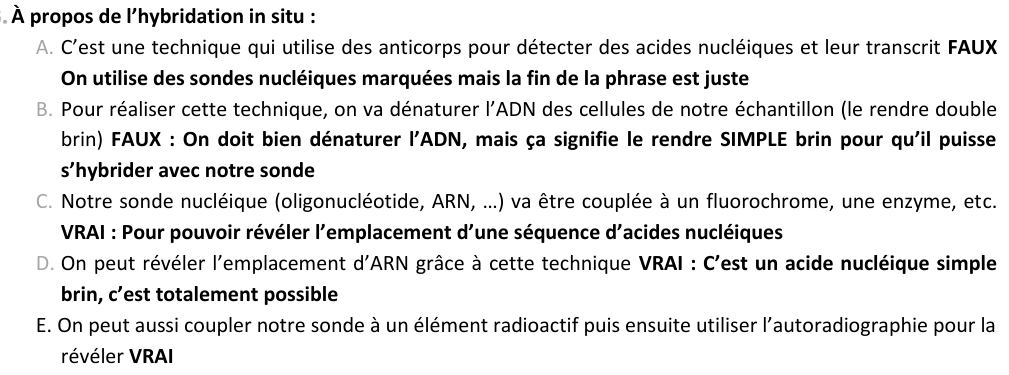 . À propos de l’hybridation in situ :
A. C’est une technique qui utilise des anticorps pour détecter des acides nucléiques et leur transcrit FAUX
On utilise des sondes nucléiques marquées mais la fin de la phrase est juste
B. Pour réaliser cette technique, on va dénaturer l’ADN des cellules de notre échantillon (le rendre double
brin) FAUX : On doit bien dénaturer l’ADN, mais ça signifie le rendre SIMPLE brin pour qu’il puisse
s’hybrider avec notre sonde
C. Notre sonde nucléique (oligonucléotide, ARN, …) va être couplée à un fluorochrome, une enzyme, etc.
VRAI : Pour pouvoir révéler l’emplacement d’une séquence d’acides nucléiques
D. On peut révéler l’emplacement d’ARN grâce à cette technique VRAI : C’est un acide nucléique simple
brin, c’est totalement possible
E. On peut aussi coupler notre sonde à un élément radioactif puis ensuite utiliser l’autoradiographie pour la
révéler VRAI